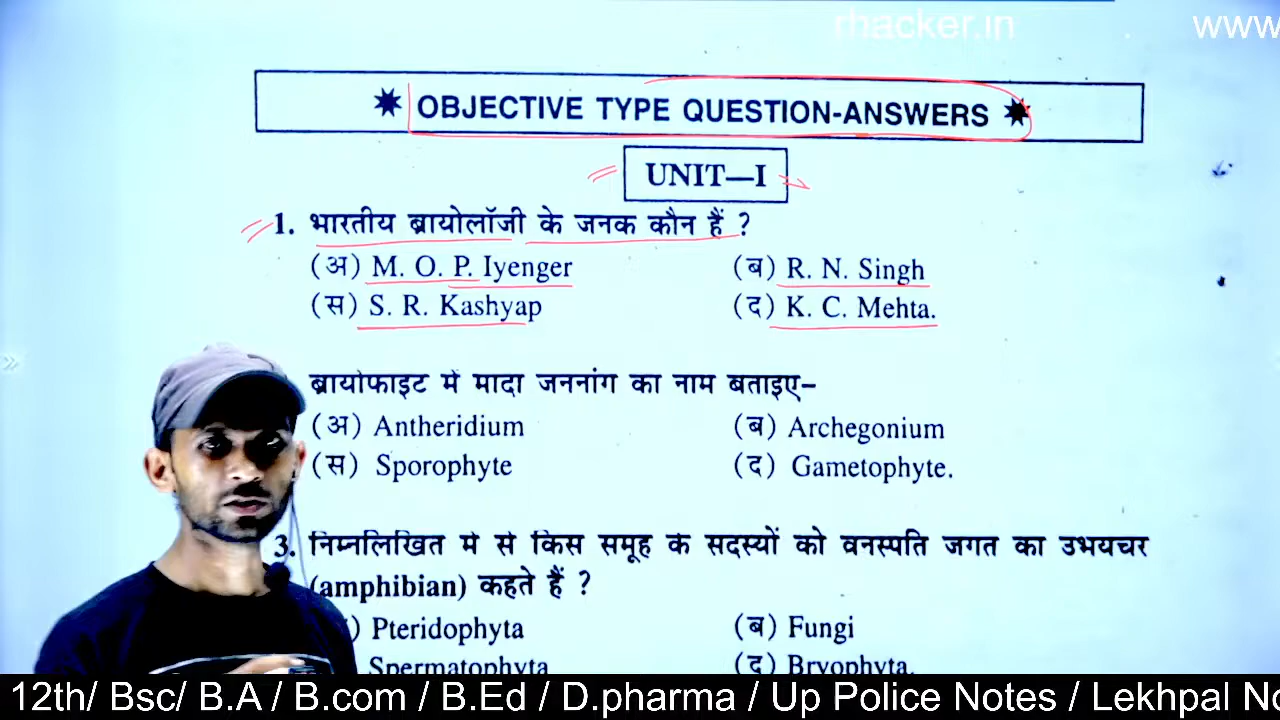 rhacker.in . www
OBJECTIVE TYPE QUESTION-ANSWERS
UNIT—I
1. भारतीय ब्रायोलॉजी के जनक कौन हैं ?
(अ) M. O. P. Iyenger (ब) R. N. Singh
(स) S. R. Kashyap (द) K. C. Mehta.
ब्रायोफाइट में मादा जननांग का नाम बताइए–
(अ) Antheridium (ब) Archegonium
(स) Sporophyte (द) Gametophyte.
3. निम्नलिखित में से किस समूह के सदस्यों को वनस्पति जगत का उभयचर
(amphibian) कहते हैं ?
) Pteridophyta (ब) Fungi
Spermatophyta (द) Bryophyta.
12th/ Bsc/ B.A / B.com / B.Ed / D.pharma / Up Police Notes / Lekhpal No